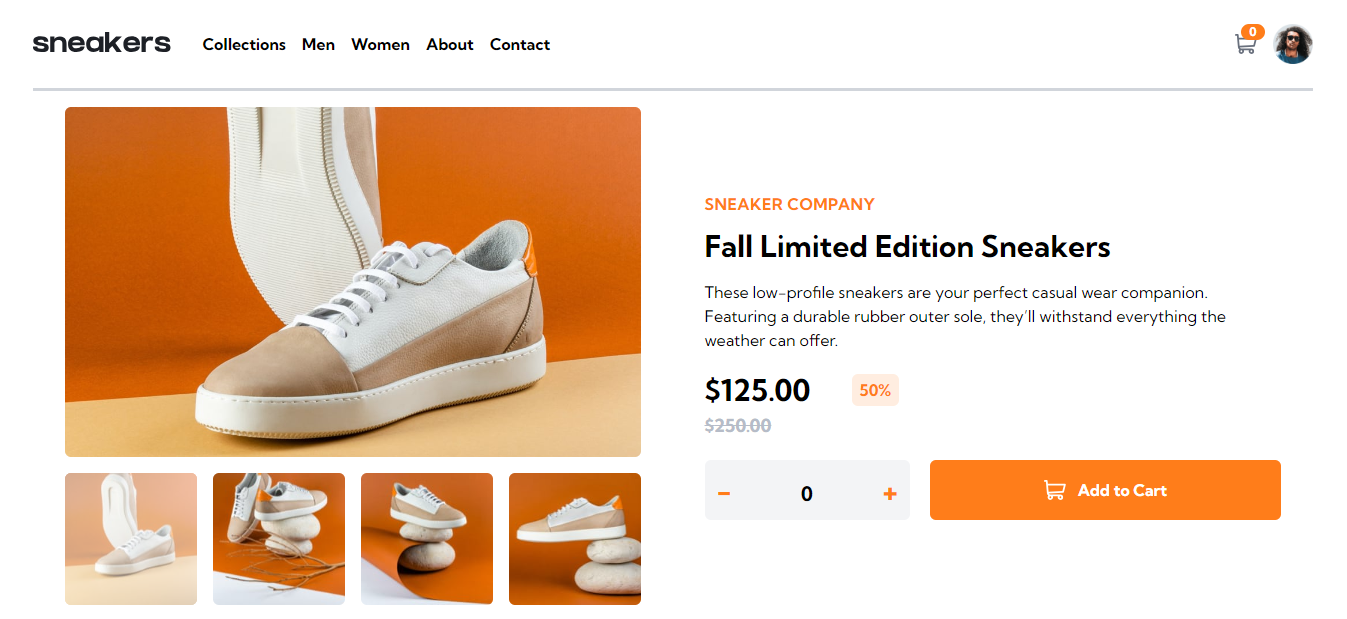 sneakers Collections Men Women About Contact 0
SNEAKER COMPANY
Fall Limited Edition Sneakers
These low-profile sneakers are your perfect casual wear companion.
Featuring a durable rubber outer sole, they’ll withstand everything the
weather can offer.
$125.00 50%
$250.00
− 0 + Add to Cart